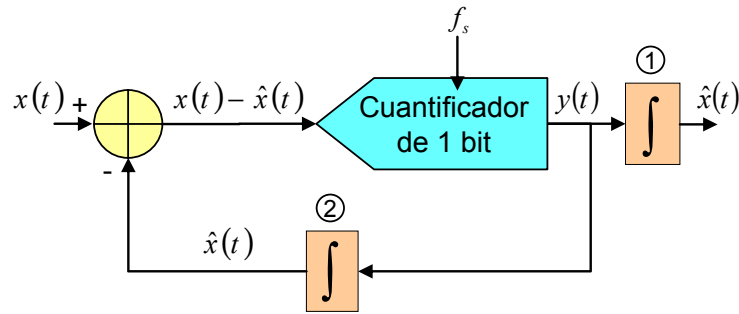 f_s
①
x(t)
+
x(t) – x̂(t)
Cuantificador
de 1 bit
y(t)
∫
x̂(t)
-
②
x̂(t)
∫